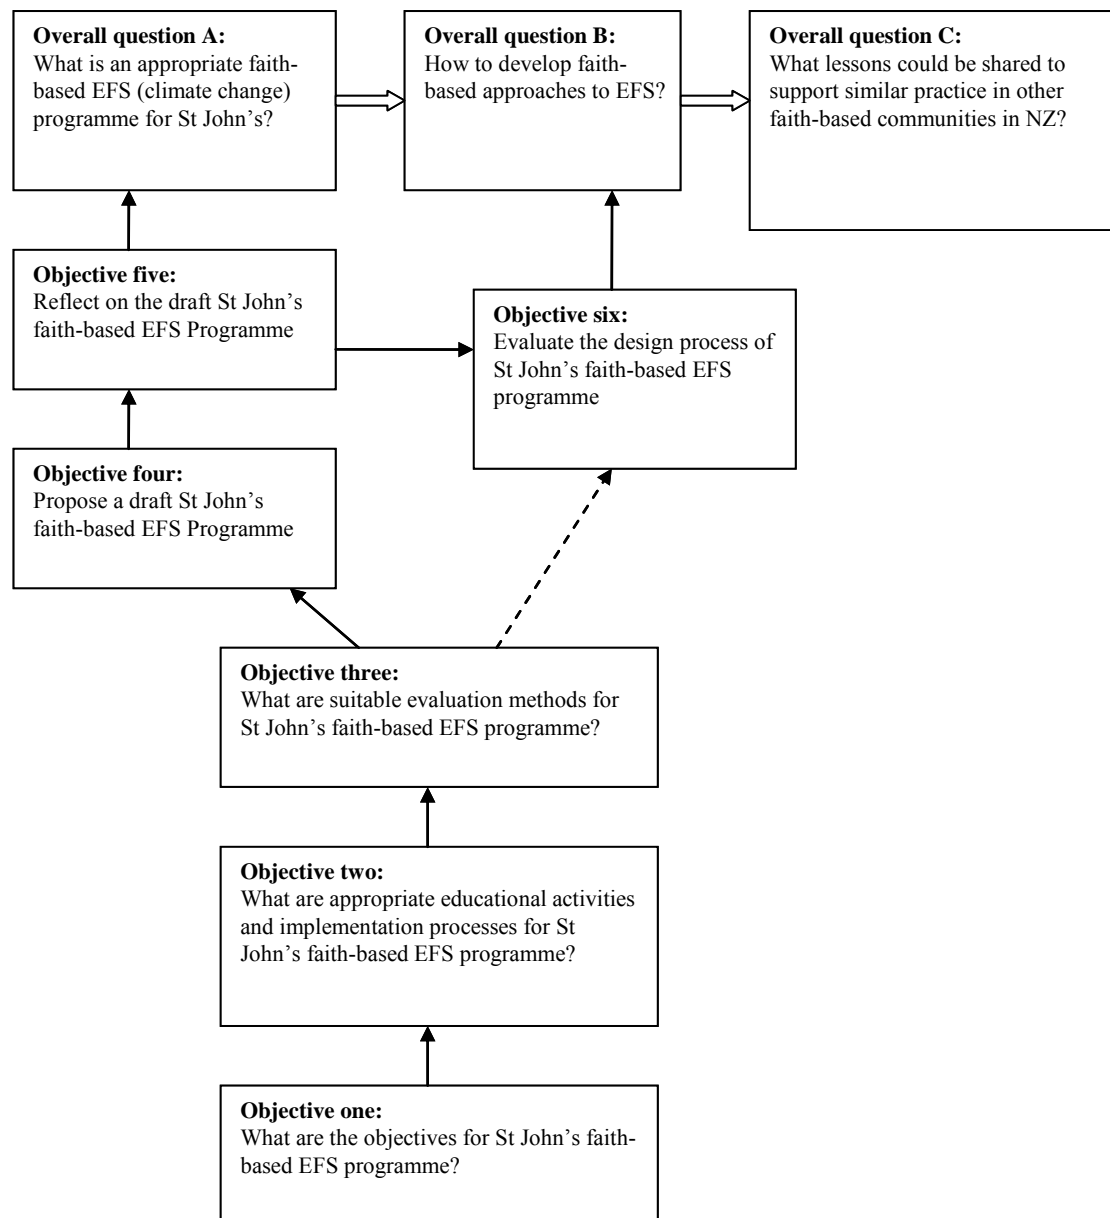 Overall question A:
What is an appropriate faith-
based EFS (climate change)
programme for St John’s?
Overall question B:
How to develop faith-
based approaches to EFS?
Overall question C:
What lessons could be shared to
support similar practice in other
faith-based communities in NZ?
Objective five:
Reflect on the draft St John’s
faith-based EFS Programme
Objective six:
Evaluate the design process of
St John’s faith-based EFS
programme
Objective four:
Propose a draft St John’s
faith-based EFS Programme
Objective three:
What are suitable evaluation methods for
St John’s faith-based EFS programme?
Objective two:
What are appropriate educational activities
and implementation processes for St
John’s faith-based EFS programme?
Objective one:
What are the objectives for St John’s faith-
based EFS programme?